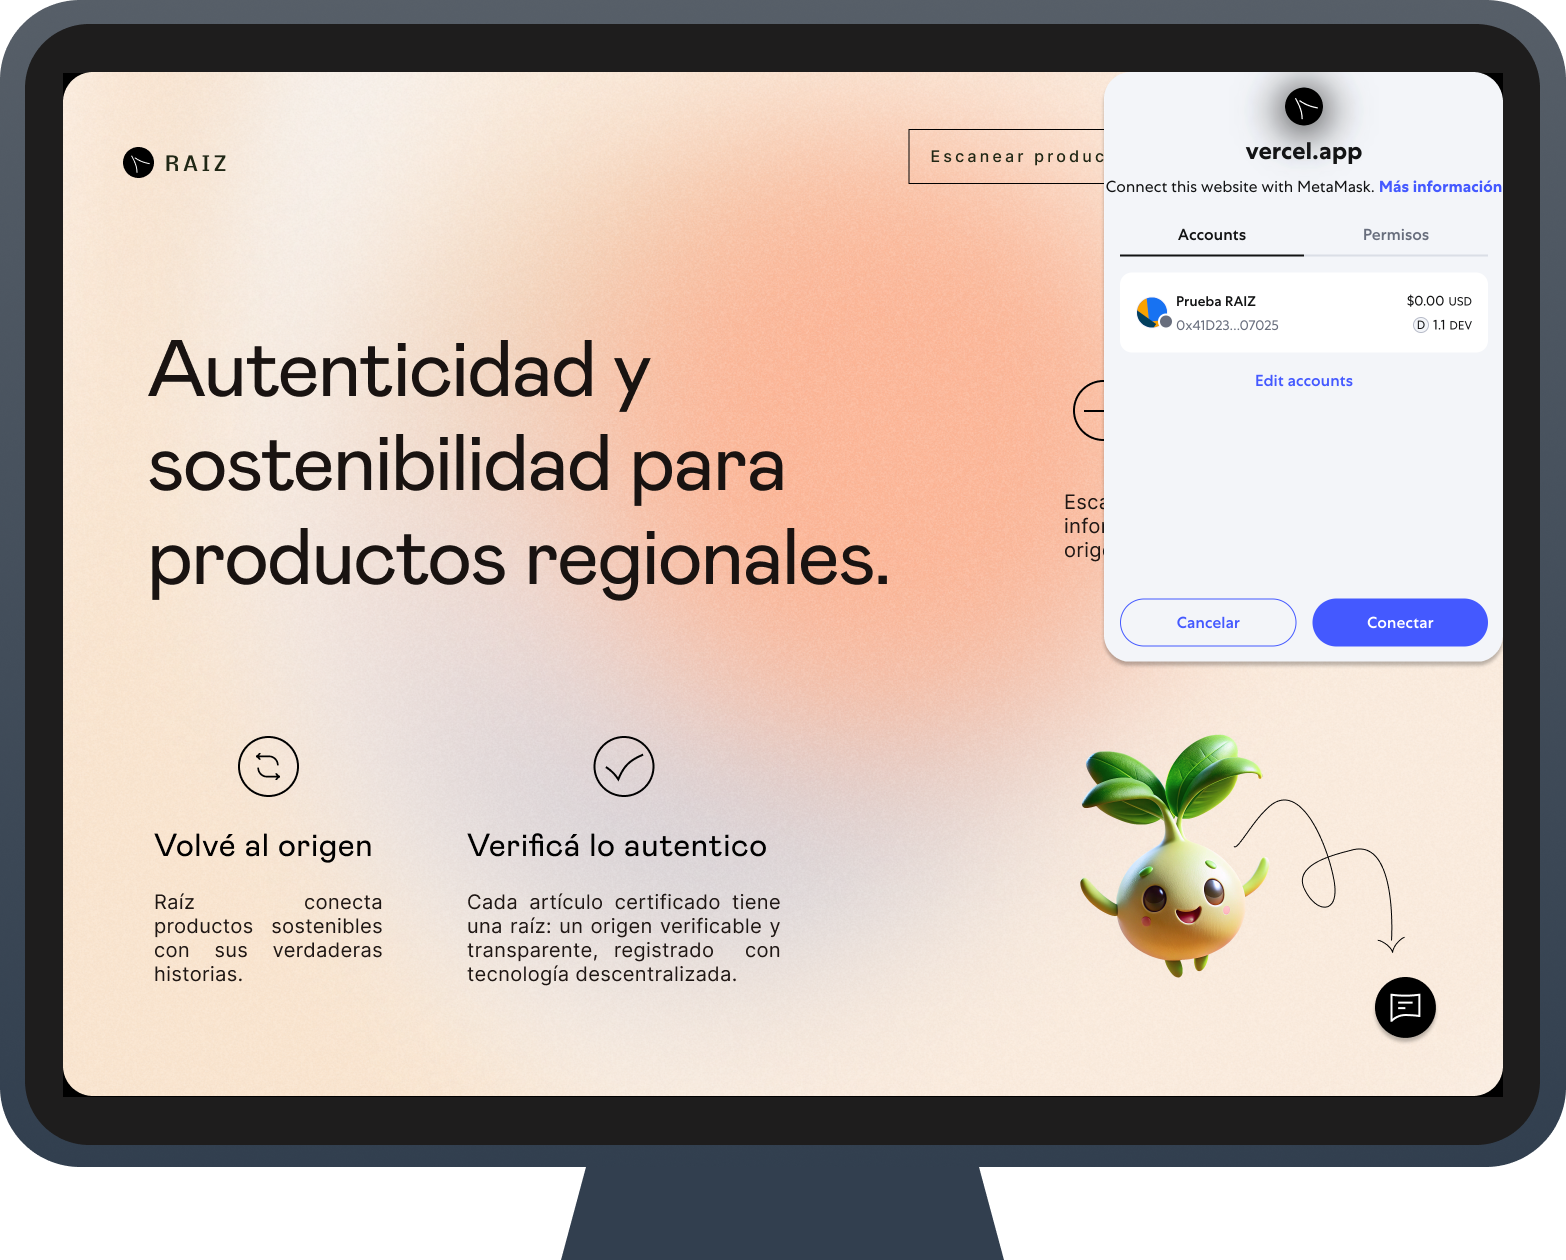 RAIZ
Escanear produc
Autenticidad y
sostenibilidad para
productos regionales.
Volvé al origen
Raíz conecta
productos sostenibles
con sus verdaderas
historias.
Verificá lo autentico
Cada artículo certificado tiene
una raíz: un origen verificable y
transparente, registrado con
tecnología descentralizada.
Esca
infor
orig
vercel.app
Connect this website with MetaMask. Más información
Accounts
Permisos
Prueba RAIZ
$0.00 USD
0x41D23...07025
D 1.1 DEV
Edit accounts
Cancelar
Conectar